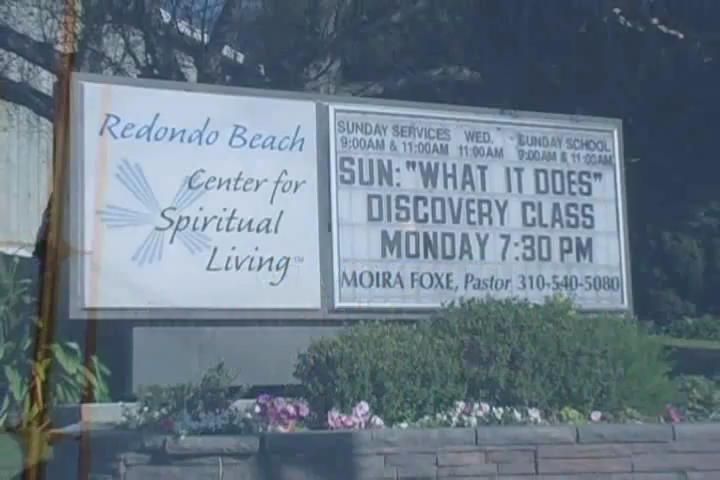 Redondo Beach
Center for
Spiritual
Living™
SUNDAY SERVICES WED. SUNDAY SCHOOL
9:00AM & 11:00AM 11:00AM 9:00AM & 11:00AM
SUN: "WHAT IT DOES"
DISCOVERY CLASS
MONDAY 7:30 PM
MOIRA FOXE, Pastor 310-540-5080